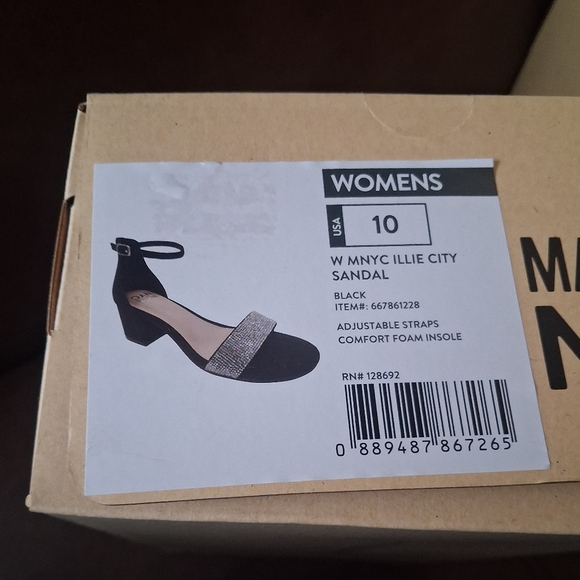 WOMENS
USA 10
W MNYC ILLIE CITY
SANDAL
BLACK
ITEM#: 667861228
ADJUSTABLE STRAPS
COMFORT FOAM INSOLE
RN# 128692
0 889487 867265
MA
N